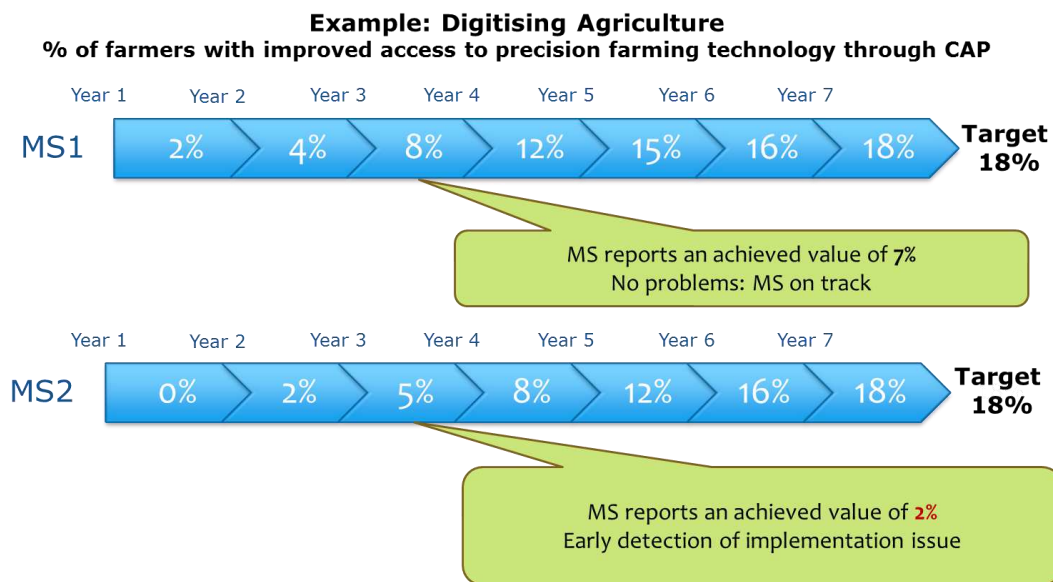 Example: Digitising Agriculture
% of farmers with improved access to precision farming technology through CAP
Year 1 Year 2 Year 3 Year 4 Year 5 Year 6 Year 7
MS1 2% 4% 8% 12% 15% 16% 18% Target
18%
MS reports an achieved value of 7%
No problems: MS on track
Year 1 Year 2 Year 3 Year 4 Year 5 Year 6 Year 7
MS2 0% 2% 5% 8% 12% 16% 18% Target
18%
MS reports an achieved value of 2%
Early detection of implementation issue